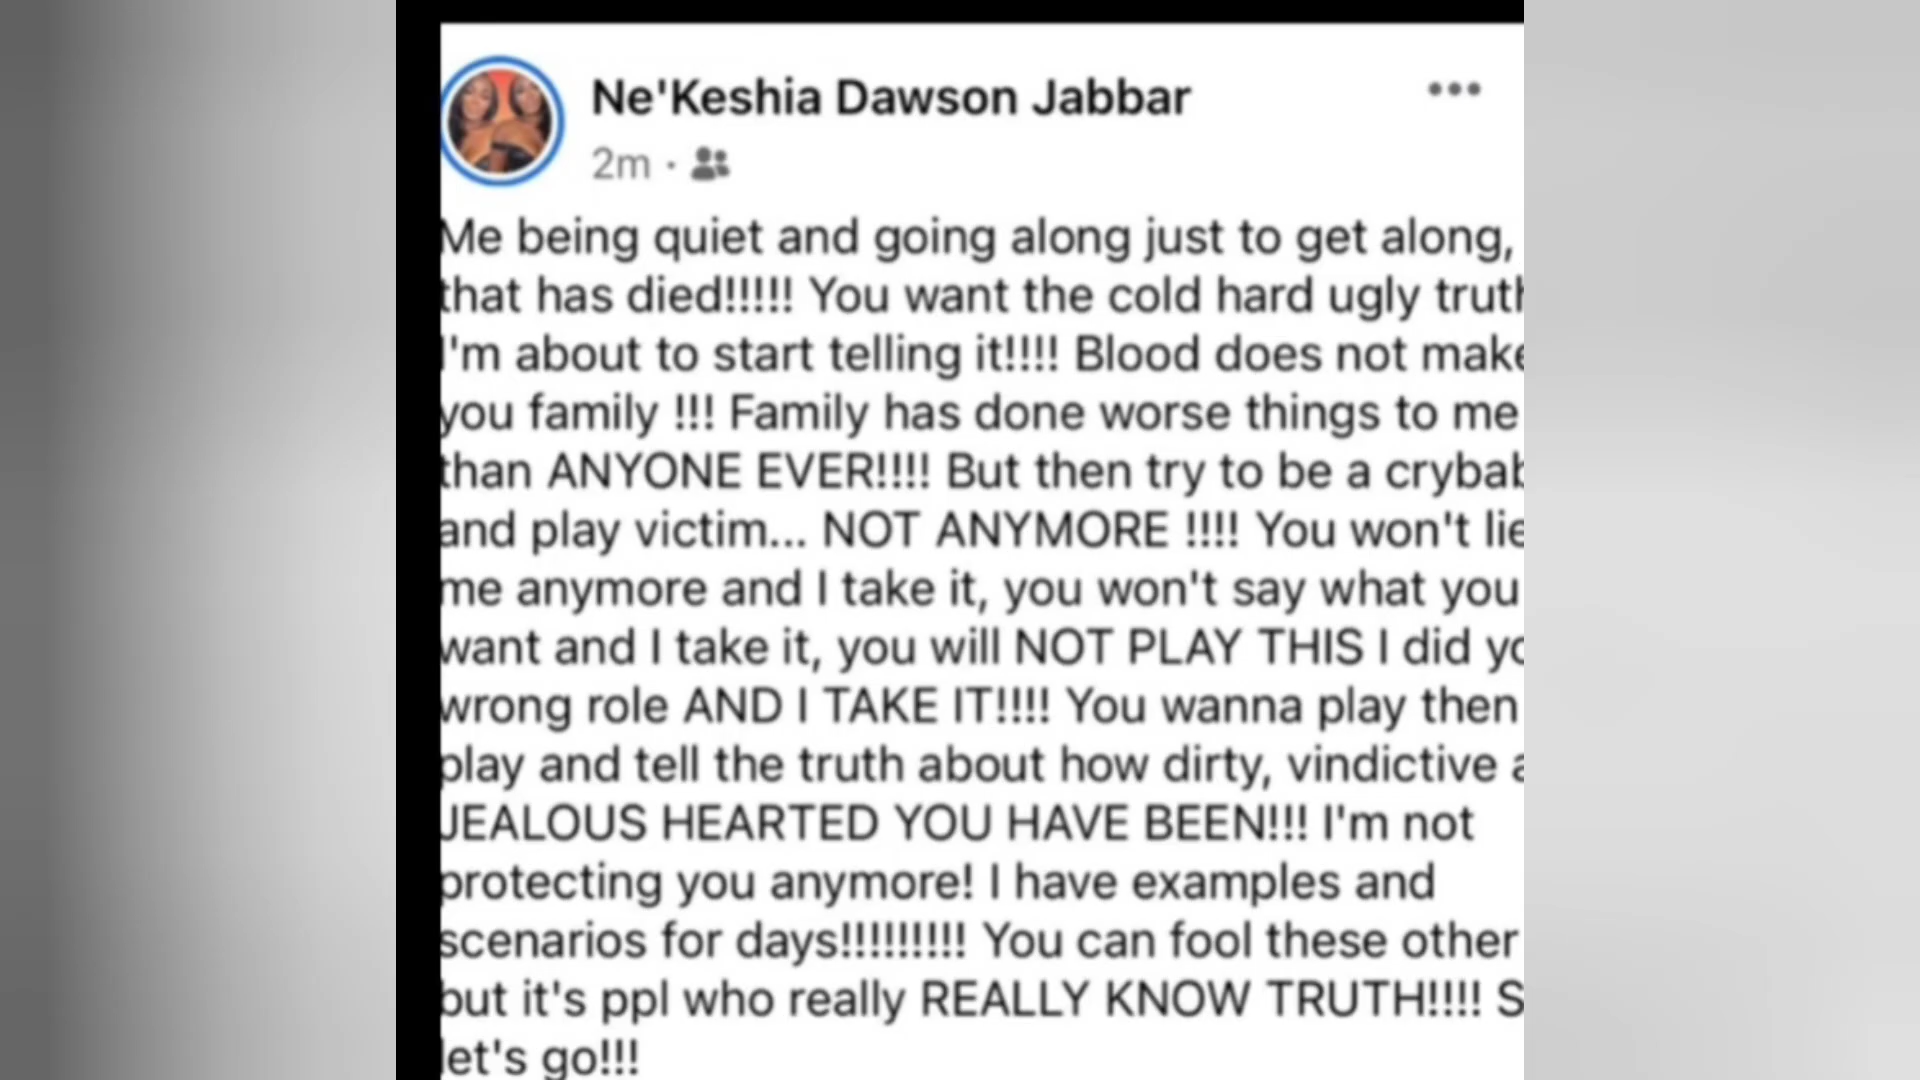 Ne'Keshia Dawson Jabbar
2m ·
Me being quiet and going along just to get along,
that has died!!!!! You want the cold hard ugly truth
I'm about to start telling it!!!! Blood does not make
you family !!! Family has done worse things to me
than ANYONE EVER!!!! But then try to be a
and play victim... NOT ANYMORE !!!! You won't lie
me anymore and I take it, you won't say what you
want and I take it, you will NOT PLAY THIS I did
wrong role AND I TAKE IT!!!! You wanna play then
play and tell the truth about how dirty, vindictive
JEALOUS HEARTED YOU HAVE BEEN!!! I'm not
protecting you anymore! I have examples and
scenarios for days!!!!!!!!! You can fool these other
but it's ppl who really REALLY KNOW TRUTH!!!!
let's go!!!